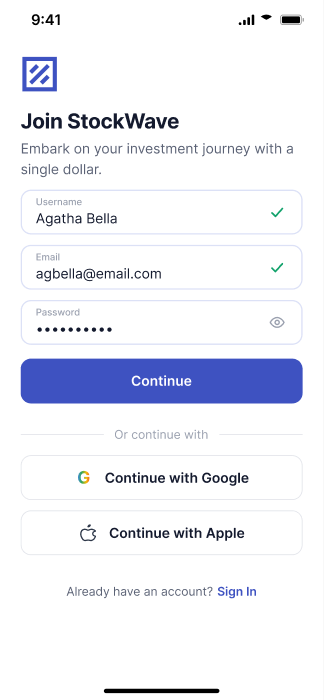 9:41
Join StockWave
Embark on your investment journey with a
single dollar.
Username
Agatha Bella
Email
agbella@email.com
Password
••••••••••
Continue
Or continue with
G Continue with Google
Continue with Apple
Already have an account? Sign In